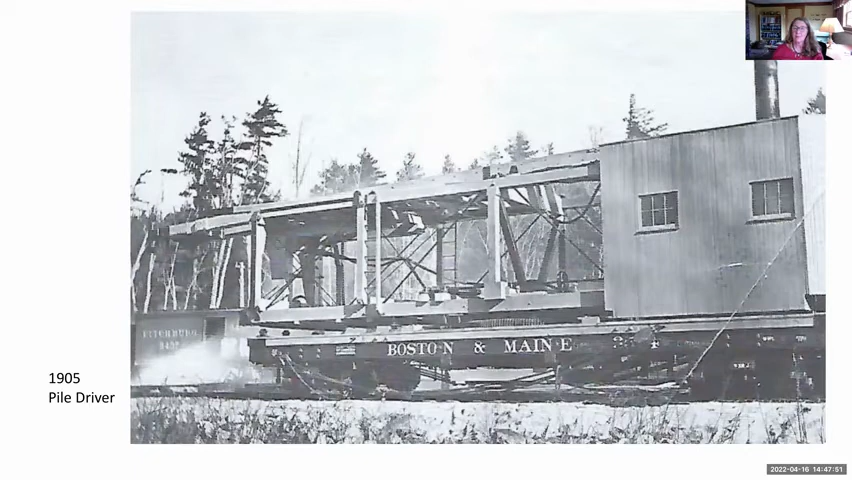 FITCHBURG
BOSTON & MAINE
1905
Pile Driver
2022-04-16 14:47:51